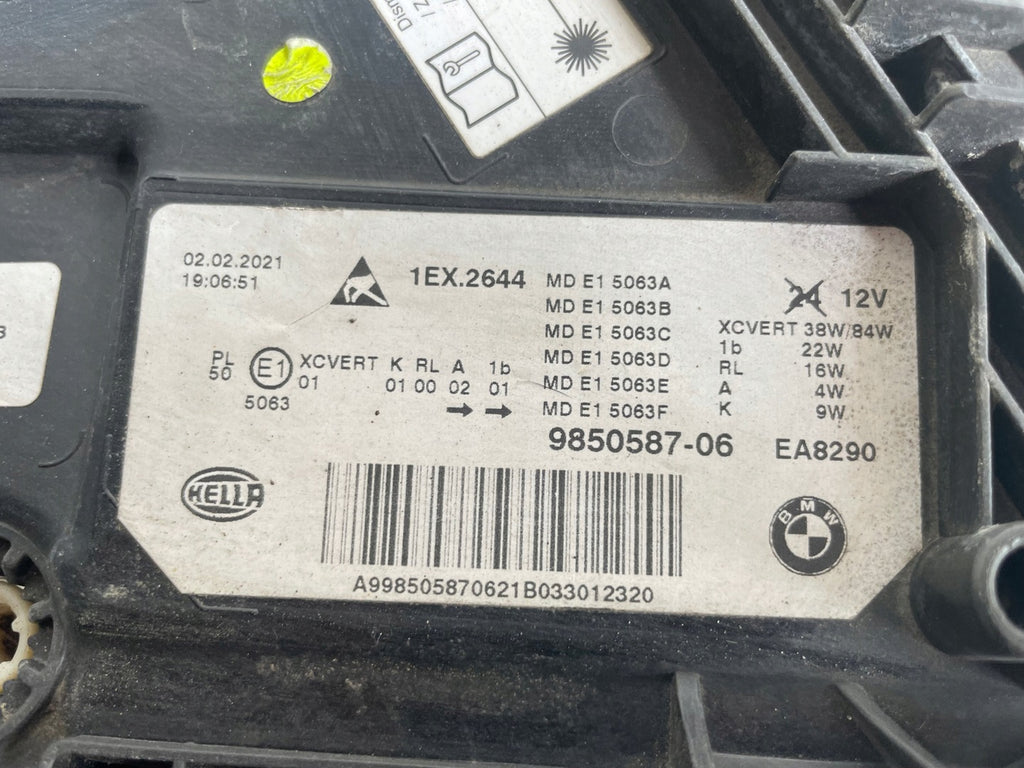 Dism
/ Z
02.02.2021
19:06:51
1EX.2644
MD E1 5063A
MD E1 5063B
MD E1 5063C
MD E1 5063D
MD E1 5063E
MD E1 5063F
24 12V
XCVERT 38W/84W
1b 22W
RL 16W
A 4W
K 9W
PL
50
E1
XCVERT K RL A 1b
01 01 00 02 01
5063
9850587-06
EA8290
HELLA
BMW
A998505870621B033012320
3